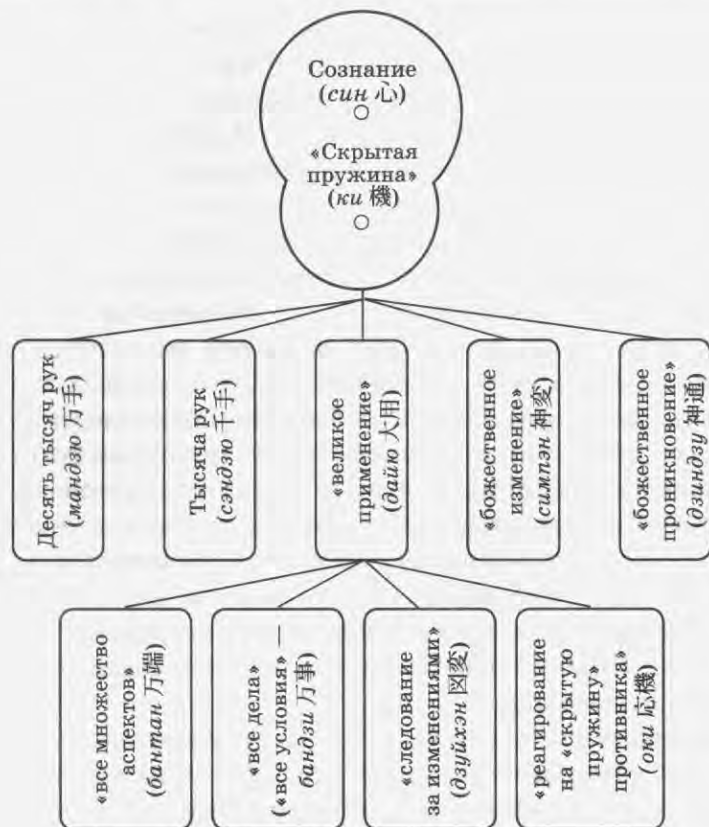 Сознание
(син 心)
«Скрытая
пружина»
(ки 機)
Десять тысяч рук
(мандзю 万手)
Тысяча рук
(сэндзю 千手)
«великое
применение»
(дайю 大用)
«божественное
изменение»
(симпэн 神変)
«божественное
проникновение»
(дзиндзу 神通)
«все множество
аспектов»
(бантан 万端)
«все дела»
(«все условия» —
бандзи 万事)
«следование
за изменениями»
(дзуйхэн 図変)
«реагирование
на «скрытую
пружину»
противника»
(оки 応機)